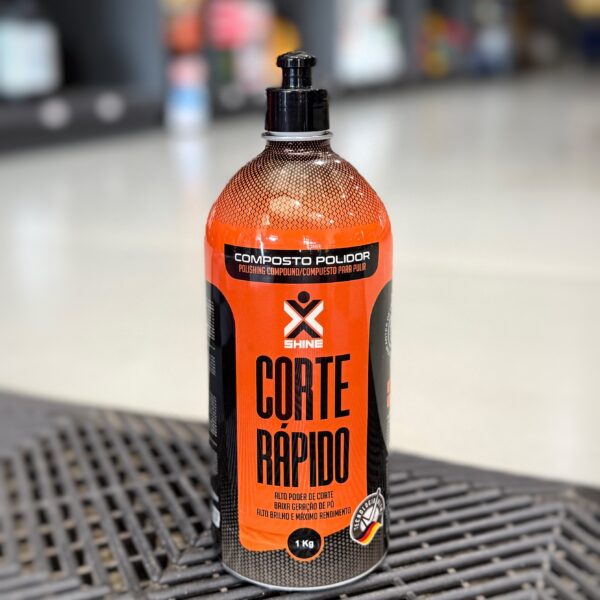 COMPOSTO POLIDOR
POLISHING COMPOUND/COMPUESTO PARA PULIR
X
SHINE
CORTE
RÁPIDO
ALTO PODER DE CORTE
BAIXA GERAÇÃO DE PÓ
ALTO BRILHO E MÁXIMO RENDIMENTO
1 Kg